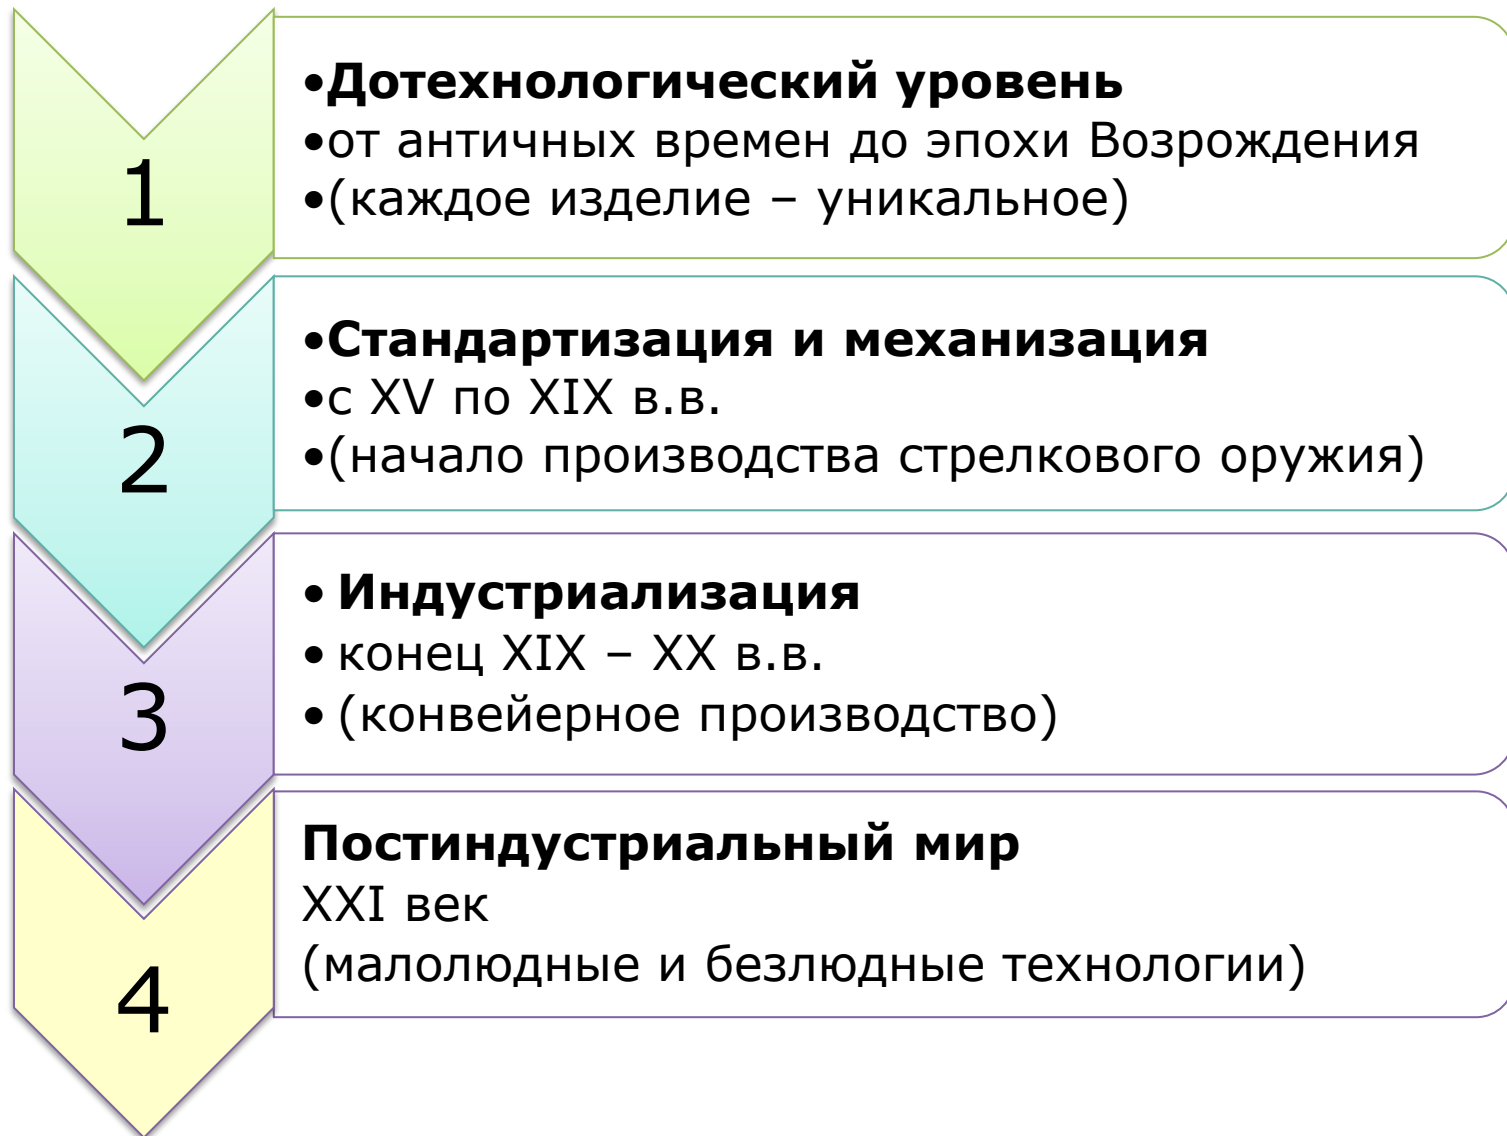 1
•Дотехнологический уровень
•от античных времен до эпохи Возрождения
•(каждое изделие – уникальное)
2
•Стандартизация и механизация
•с XV по XIX в.в.
•(начало производства стрелкового оружия)
3
• Индустриализация
• конец XIX – XX в.в.
• (конвейерное производство)
4
Постиндустриальный мир
XXI век
(малолюдные и безлюдные технологии)